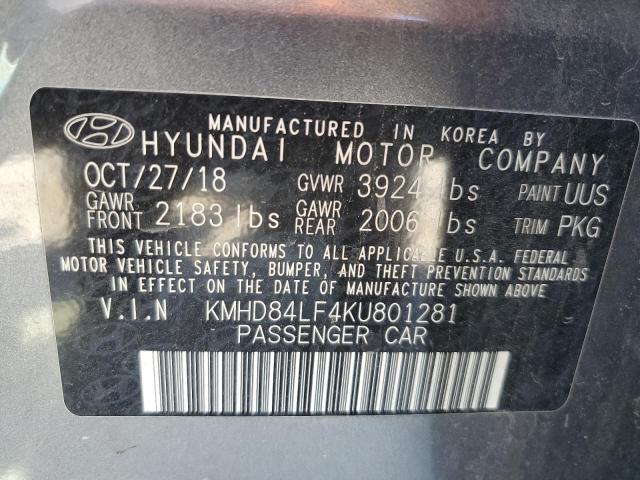 MANUFACTURED IN KOREA BY
HYUNDAI MOTOR COMPANY
OCT/27/18 GVWR 3924 lbs PAINT UUS
GAWR FRONT 2183 lbs GAWR REAR 2006 lbs TRIM PKG
THIS VEHICLE CONFORMS TO ALL APPLICABLE U.S.A. FEDERAL
MOTOR VEHICLE SAFETY, BUMPER, AND THEFT PREVENTION STANDARDS
IN EFFECT ON THE DATE OF MANUFACTURE SHOWN ABOVE.
V.I.N KMHD84LF4KU801281
PASSENGER CAR